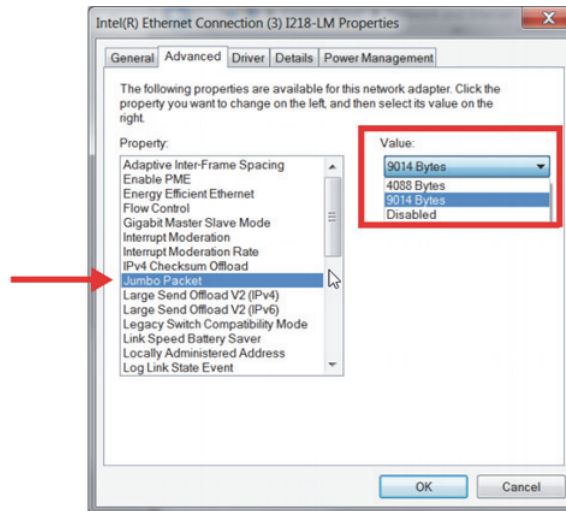 Intel(R) Ethernet Connection (3) I218-LM Properties
X
General Advanced Driver Details Power Management
The following properties are available for this network adapter. Click the
property you want to change on the left, and then select its value on the
right.
Property:
Value:
Adaptive Inter-Frame Spacing
Enable PME
Energy Efficient Ethernet
Flow Control
Gigabit Master Slave Mode
Interrupt Moderation
Interrupt Moderation Rate
IPv4 Checksum Offload
Jumbo Packet
Large Send Offload V2 (IPv4)
Large Send Offload V2 (IPv6)
Legacy Switch Compatibility Mode
Link Speed Battery Saver
Locally Administered Address
Log Link State Event
9014 Bytes
4088 Bytes
9014 Bytes
Disabled
OK Cancel